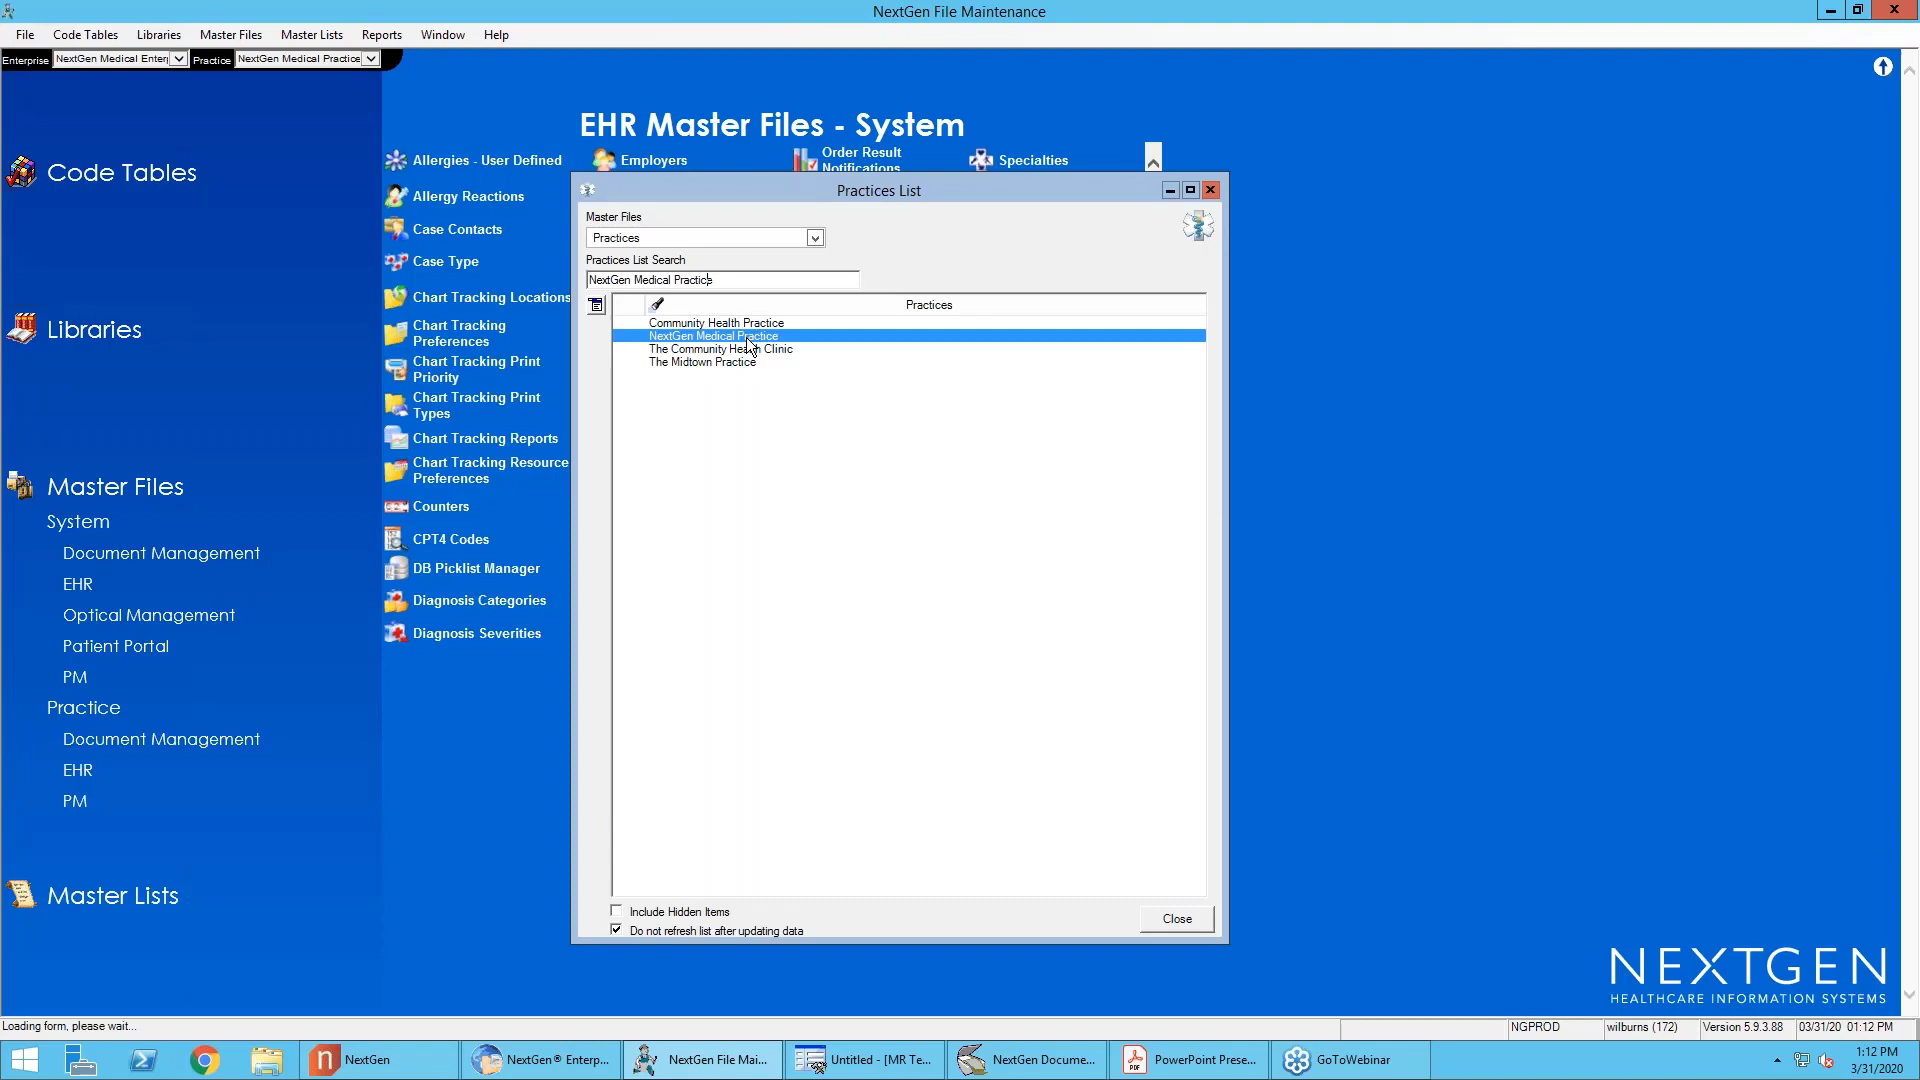 NextGen File Maintenance
File Code Tables Libraries Master Files Master Lists Reports Window Help
Enterprise NextGen Medical Enter Practice NextGen Medical Practice
EHR Master Files - System
Code Tables
Libraries
Master Files
System
Document Management
EHR
Optical Management
Patient Portal
PM
Practice
Document Management
EHR
PM
Master Lists
Allergies - User Defined
Allergy Reactions
Case Contacts
Case Type
Chart Tracking Locations
Chart Tracking
Preferences
Chart Tracking Print
Priority
Chart Tracking Print
Types
Chart Tracking Reports
Chart Tracking Resource
Preferences
Counters
CPT4 Codes
DB Picklist Manager
Diagnosis Categories
Diagnosis Severities
Employers
Order Result
Notifications
Specialties
Practices List
Master Files
Practices
Practices List Search
NextGen Medical Practice
Practices
Community Health Practice
NextGen Medical Practice
The Community Health Clinic
The Midtown Practice
Include Hidden Items
Do not refresh list after updating data
Close
NEXTGEN
HEALTHCARE INFORMATION SYSTEMS
Loading form, please wait... NGPROD wilburns (172) Version 5.9.3.88 03/31/20 01:12 PM
NextGen NextGen® Enterp... NextGen File Mai... Untitled - [MR Te... NextGen Docume... PowerPoint Prese... GoToWebinar
1:12 PM
3/31/2020